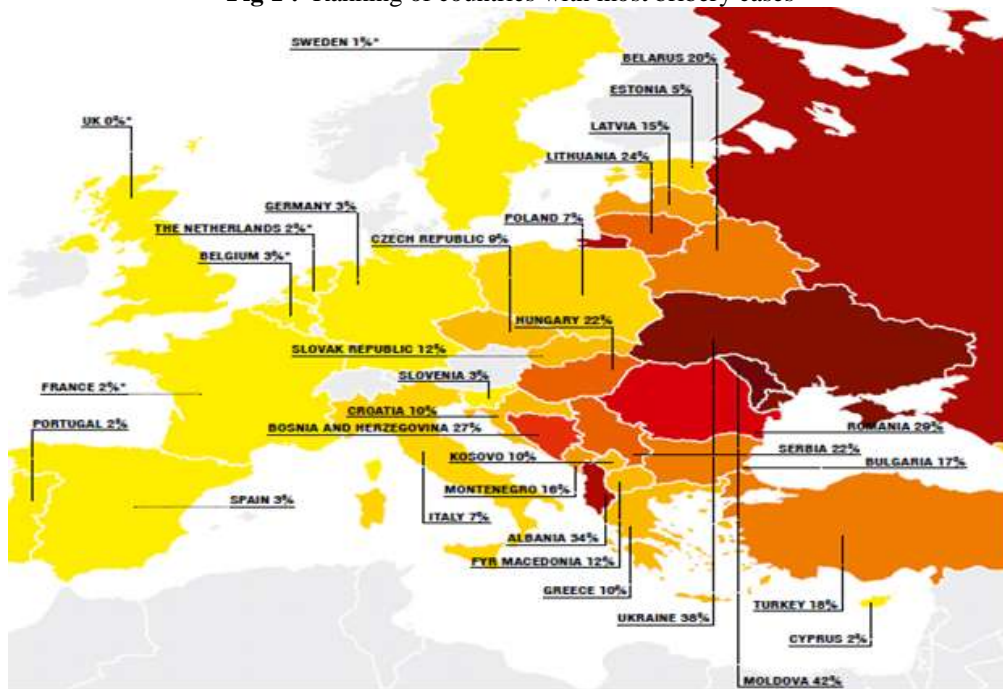 SWEDEN 1%*
BELARUS 20%
ESTONIA 5%
UK 0%*
LATVIA 15%
LITHUANIA 24%
GERMANY 3%
POLAND 7%
THE NETHERLANDS 2%*
CZECH REPUBLIC 9%
BELGIUM 3%*
HUNGARY 22%
SLOVAK REPUBLIC 12%
SLOVENIA 3%
FRANCE 2%*
CROATIA 10%
PORTUGAL 2%
BOSNIA AND HERZEGOVINA 27%
ROMANIA 29%
SERBIA 22%
KOSOVO 10%
BULGARIA 17%
MONTENEGRO 16%
SPAIN 3%
ITALY 7%
ALBANIA 34%
FYR MACEDONIA 12%
GREECE 10%
TURKEY 18%
UKRAINE 38%
CYPRUS 2%
MOLDOVA 42%